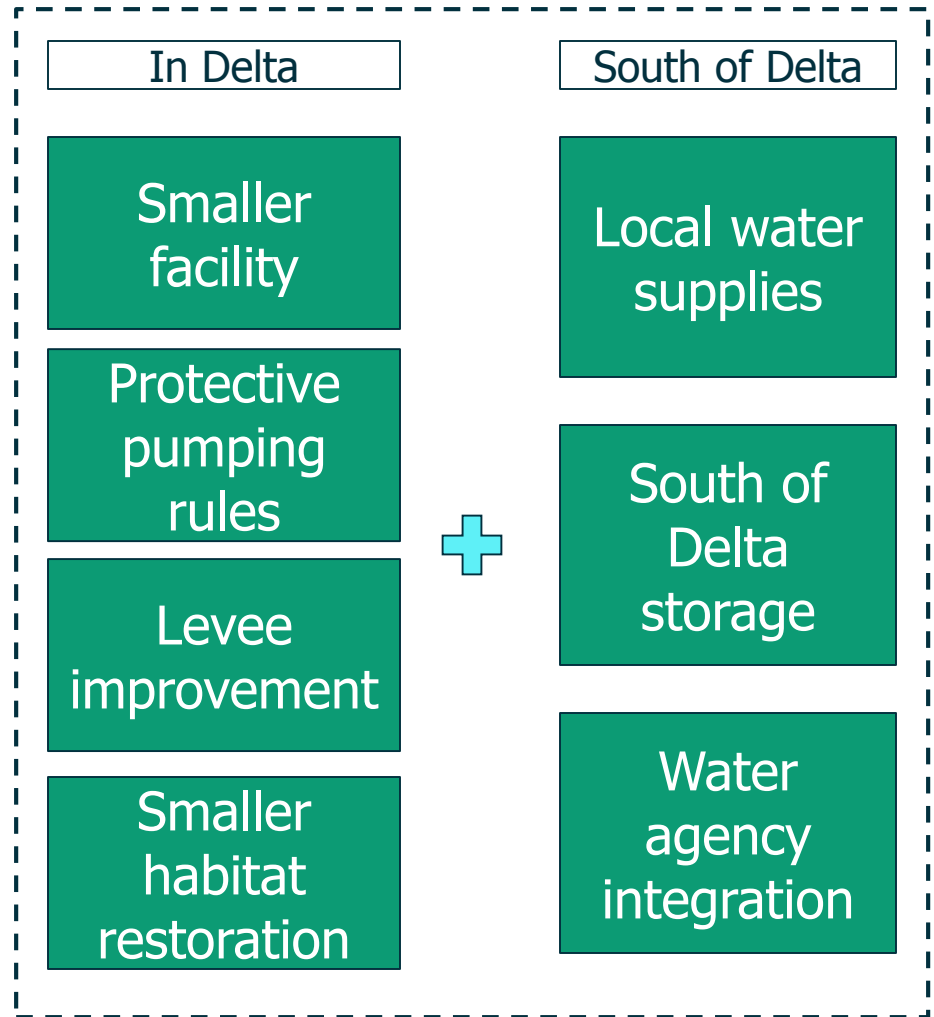 In Delta
Smaller
facility
Protective
pumping
rules
Levee
improvement
Smaller
habitat
restoration
South of Delta
Local water
supplies
South of
Delta
storage
Water
agency
integration